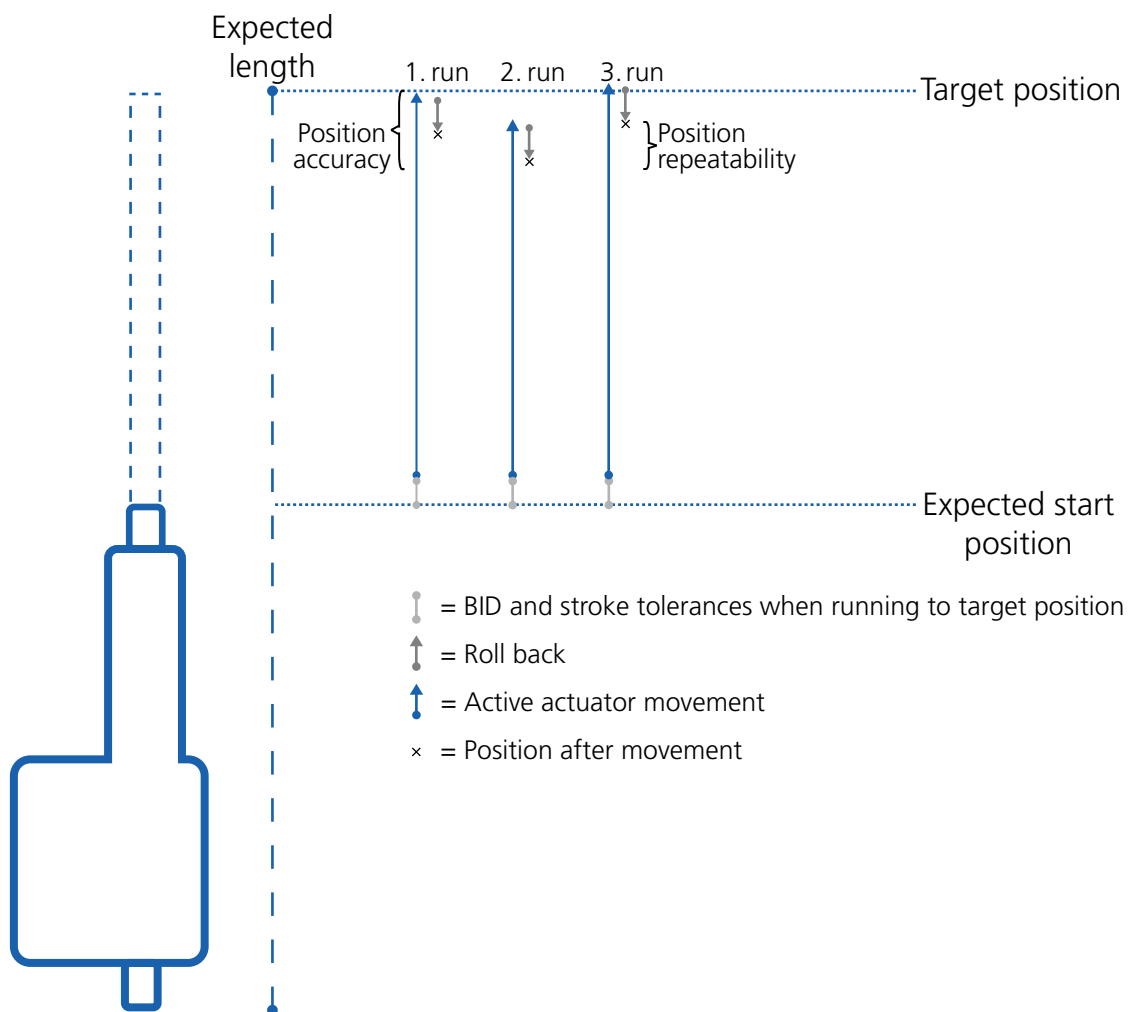 Expected
length
1. run
2. run
3. run
Target position
Position
accuracy
Position
repeatability
Expected start
position
= BID and stroke tolerances when running to target position
= Roll back
= Active actuator movement
× = Position after movement